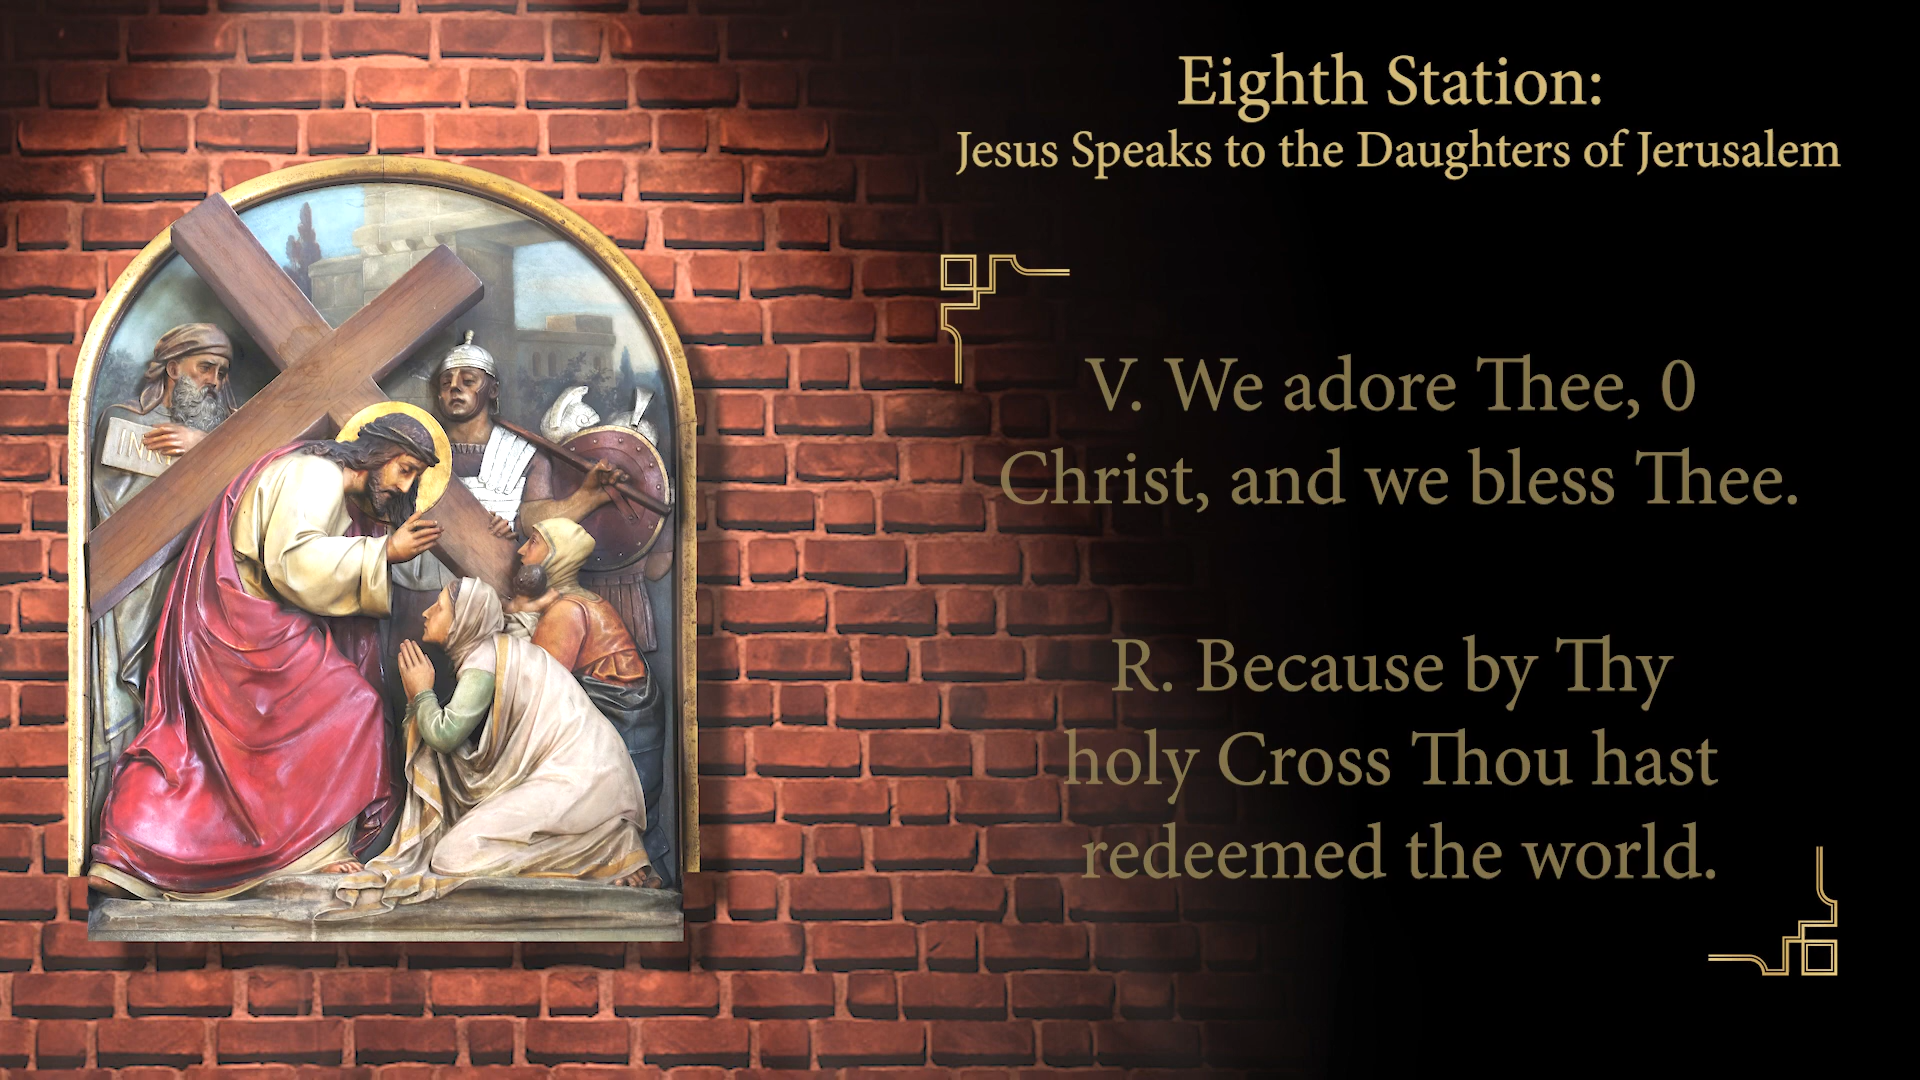 Eighth Station:
Jesus Speaks to the Daughters of Jerusalem
V. We adore Thee, 0
Christ, and we bless Thee.
R. Because by Thy
holy Cross Thou hast
redeemed the world.
INR